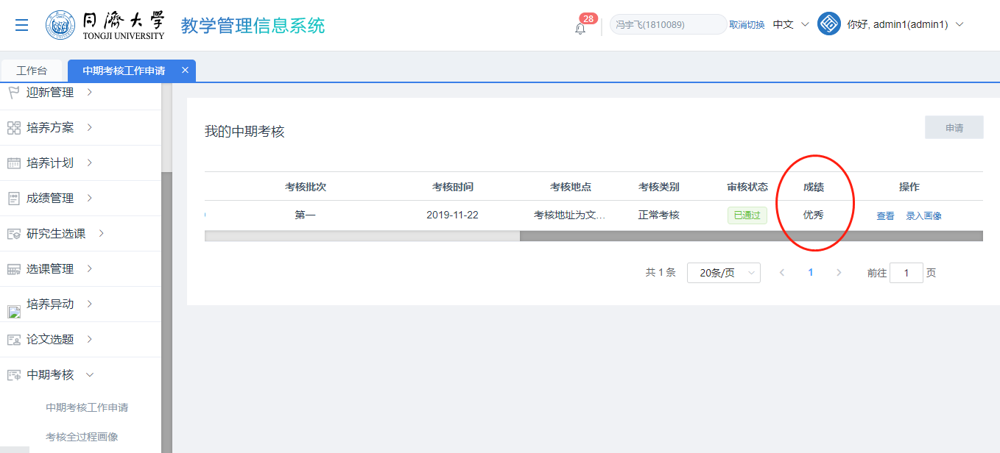 同濟大學
TONGJI UNIVERSITY
教学管理信息系统
28
冯宇飞(1810089)
取消切换
中文
你好, admin1(admin1)
工作台
中期考核工作申请
迎新管理
培养方案
培养计划
成绩管理
研究生选课
选课管理
培养异动
论文选题
中期考核
中期考核工作申请
考核全过程画像
我的中期考核
申请
考核批次 考核时间 考核地点 考核类别 审核状态 成绩 操作
第一 2019-11-22 考核地址为文... 正常考核 已通过 优秀 查看 录入画像
共 1 条 20条/页 1 前往 1 页